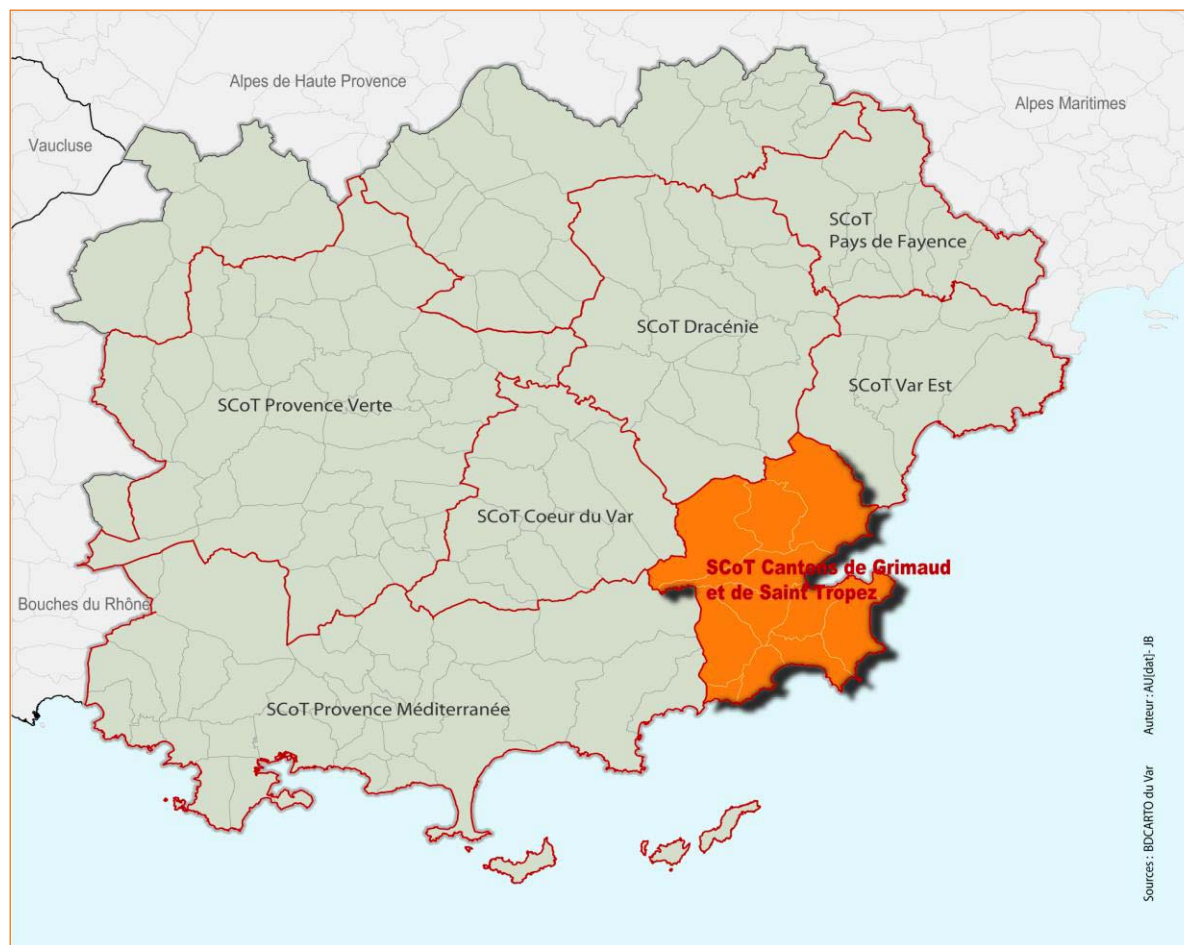 Alpes de Haute Provence
Alpes Maritimes
Vaucluse
SCoT
Pays de Fayence
SCoT Dracénie
SCoT Var Est
SCoT Provence Verte
SCoT Coeur du Var
SCoT Cantons de Grimaud
et de Saint Tropez
Bouches du Rhône
SCoT Provence Méditerranée
Sources : BDCARTO du Var Auteur : AU[dat]- JB